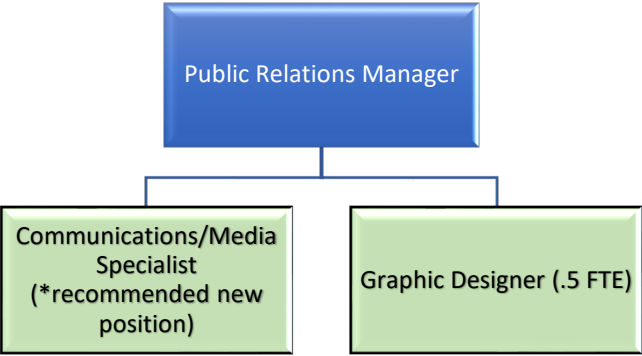 Public Relations Manager
Communications/Media
Specialist
(*recommended new
position)
Graphic Designer (.5 FTE)